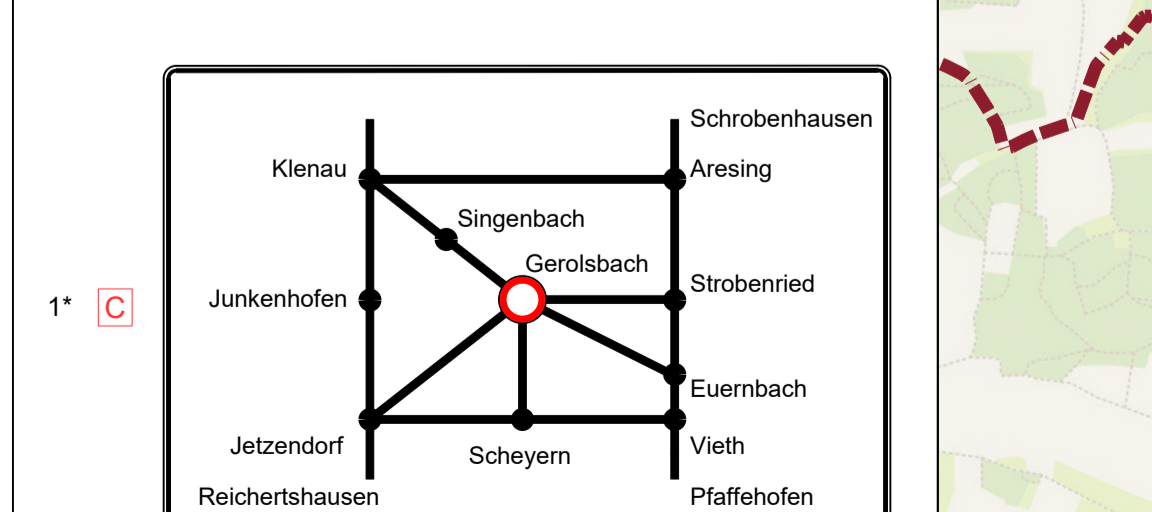 Schrobenhausen
Klenau
Aresing
Singenbach
Gerolsbach
Strobenried
1* C
Junkenhofen
Euernbach
Jetzendorf
Scheyern
Vieth
Reichertshausen
Pfaffehofen